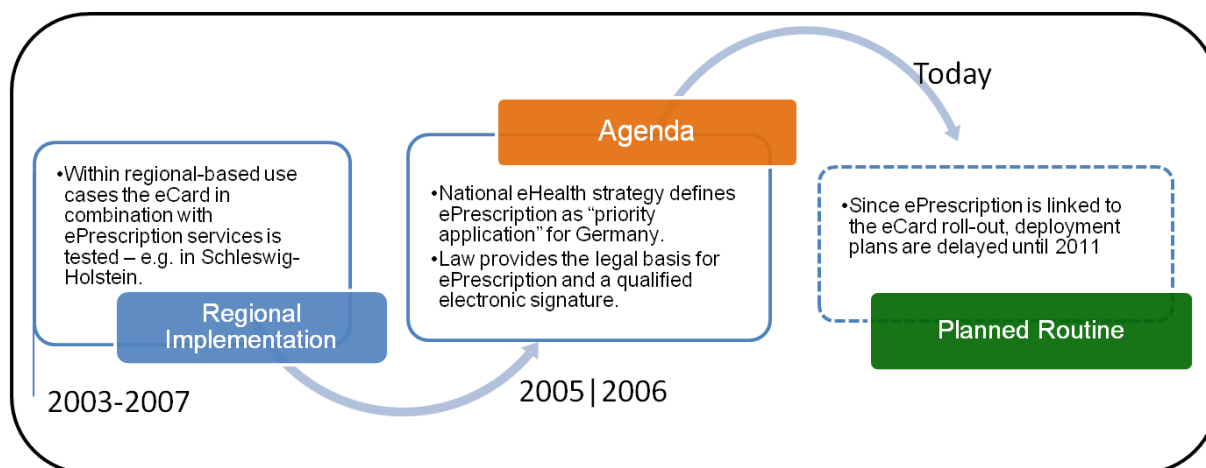 •Within regional-based use
cases the eCard in
combination with
ePrescription services is
tested – e.g. in Schleswig-
Holstein.
Regional
Implementation
2003-2007
Agenda
•National eHealth strategy defines
ePrescription as “priority
application” for Germany.
•Law provides the legal basis for
ePrescription and a qualified
electronic signature.
2005|2006
Today
•Since ePrescription is linked to
the eCard roll-out, deployment
plans are delayed until 2011
Planned Routine